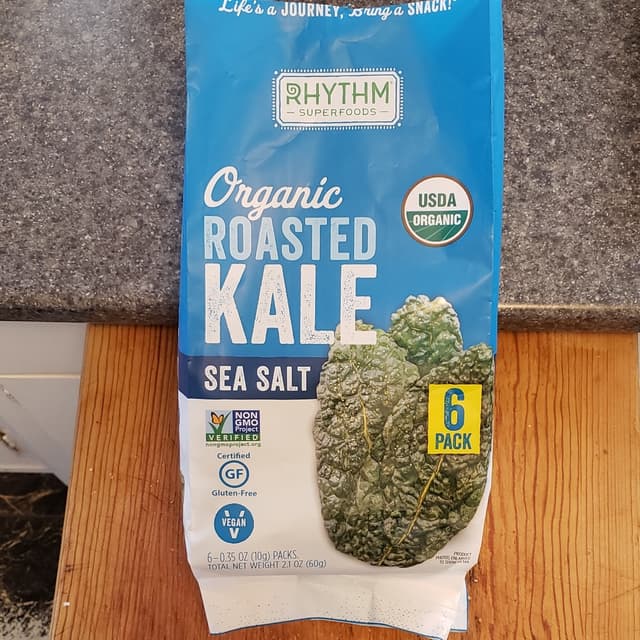 Life's a JOURNEY, Bring a SNACK!
RHYTHM
SUPERFOODS
Organic
ROASTED
KALE
USDA
ORGANIC
SEA SALT
6
PACK
NON
GMO
Project
VERIFIED
nongmoproject.org
Certified
GF
Gluten-Free
VEGAN
V
6-0.35 OZ (10g) PACKS.
TOTAL NET WEIGHT 2.1 OZ (60g)
PRODUCT